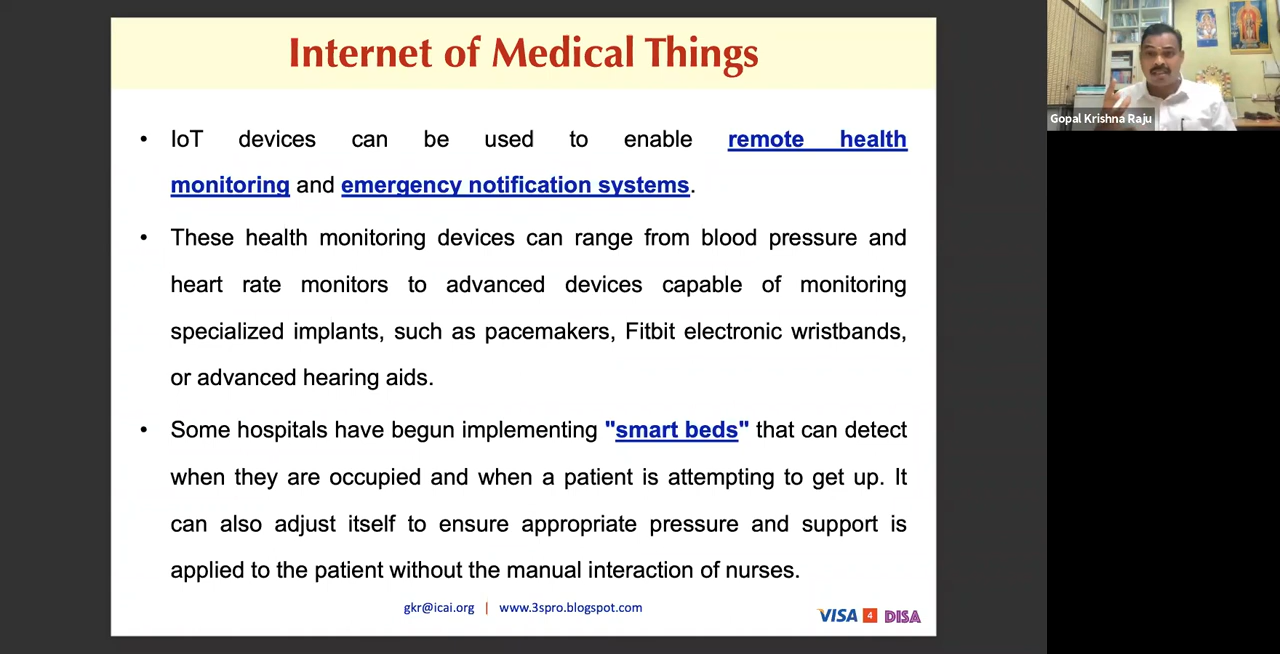 Internet of Medical Things
• IoT devices can be used to enable remote health
monitoring and emergency notification systems.
• These health monitoring devices can range from blood pressure and
heart rate monitors to advanced devices capable of monitoring
specialized implants, such as pacemakers, Fitbit electronic wristbands,
or advanced hearing aids.
• Some hospitals have begun implementing "smart beds" that can detect
when they are occupied and when a patient is attempting to get up. It
can also adjust itself to ensure appropriate pressure and support is
applied to the patient without the manual interaction of nurses.
gkr@icai.org | www.3spro.blogspot.com
VISA 4 DISA
Gopal Krishna Raju